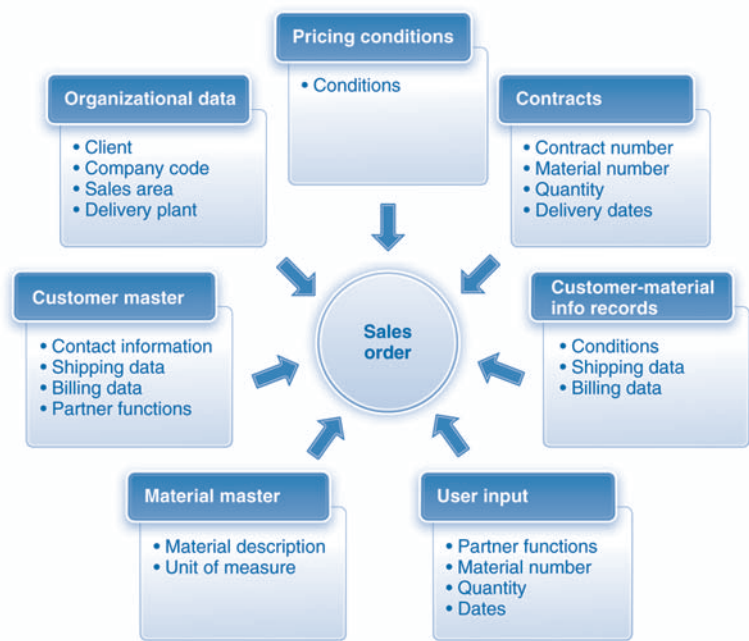 Pricing conditions
• Conditions
Organizational data
• Client
• Company code
• Sales area
• Delivery plant
Contracts
• Contract number
• Material number
• Quantity
• Delivery dates
Customer master
• Contact information
• Shipping data
• Billing data
• Partner functions
Sales
order
Customer-material
info records
• Conditions
• Shipping data
• Billing data
Material master
• Material description
• Unit of measure
User input
• Partner functions
• Material number
• Quantity
• Dates